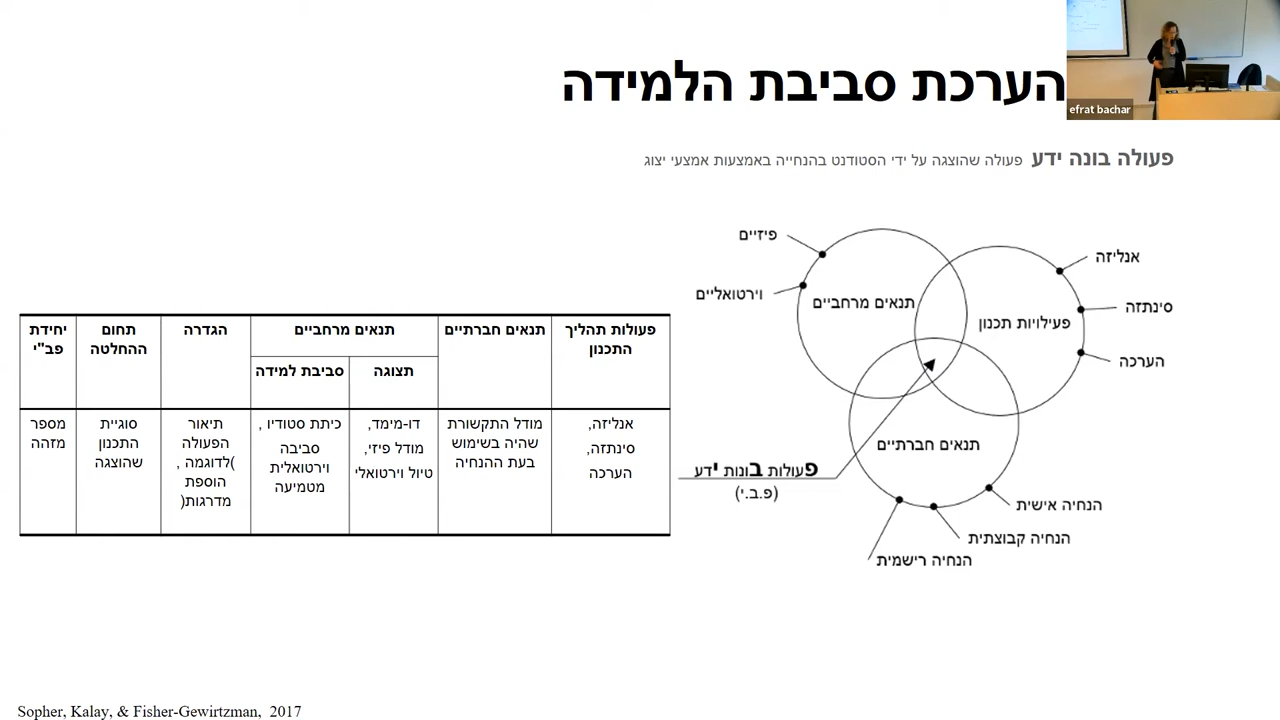 הערכת סביבת הלמידה
efrat bachar
פעולה בונה ידע פעולה שהוצגה על ידי הסטודנט בהנחייה באמצעות אמצעי יצוג
פיזיים
וירטואליים
תנאים מרחביים
אנליזה
סינתזה
הערכה
פעילויות תכנון
תנאים חברתיים
פעולות בונות ידע
(פ.ב.י)
הנחיה אישית
הנחיה קבוצתית
הנחיה רישמית
פעולות תהליך
התכנון
תנאים חברתיים
תנאים מרחביים
תצוגה
סביבת למידה
הגדרה
תחום
ההחלטה
יחידת
פב"י
אנליזה,
סינתזה,
הערכה
מודל התקשורת
שהיה בשימוש
בעת ההנחיה
דו-מימד,
מודל פיזי,
טיול וירטואלי
כיתת סטודיו ,
סביבה
וירטואלית
מטמיעה
תיאור
הפעולה
)לדוגמה ,
הוספת
מדרגות(
סוגיית
התכנון
שהוצגה
מספר
מזהה
Sopher, Kalay, & Fisher-Gewirtzman, 2017